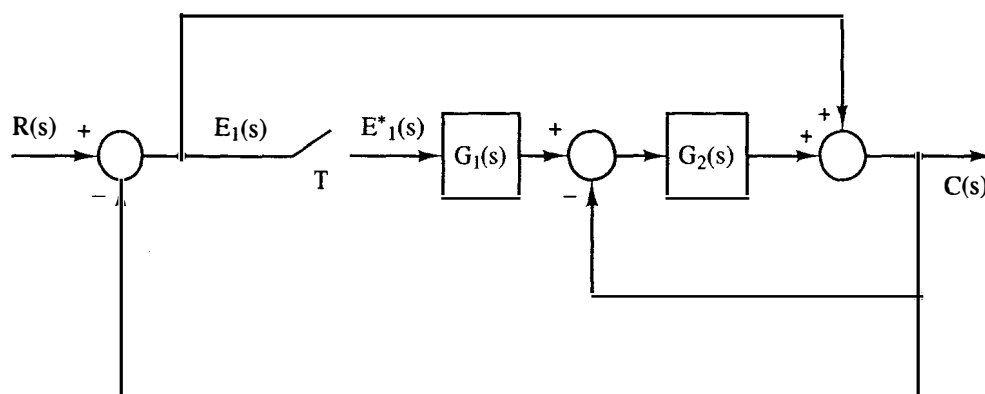 R(s)
+
−
E₁(s)
T
E*₁(s)
G₁(s)
+
−
G₂(s)
+
+
C(s)